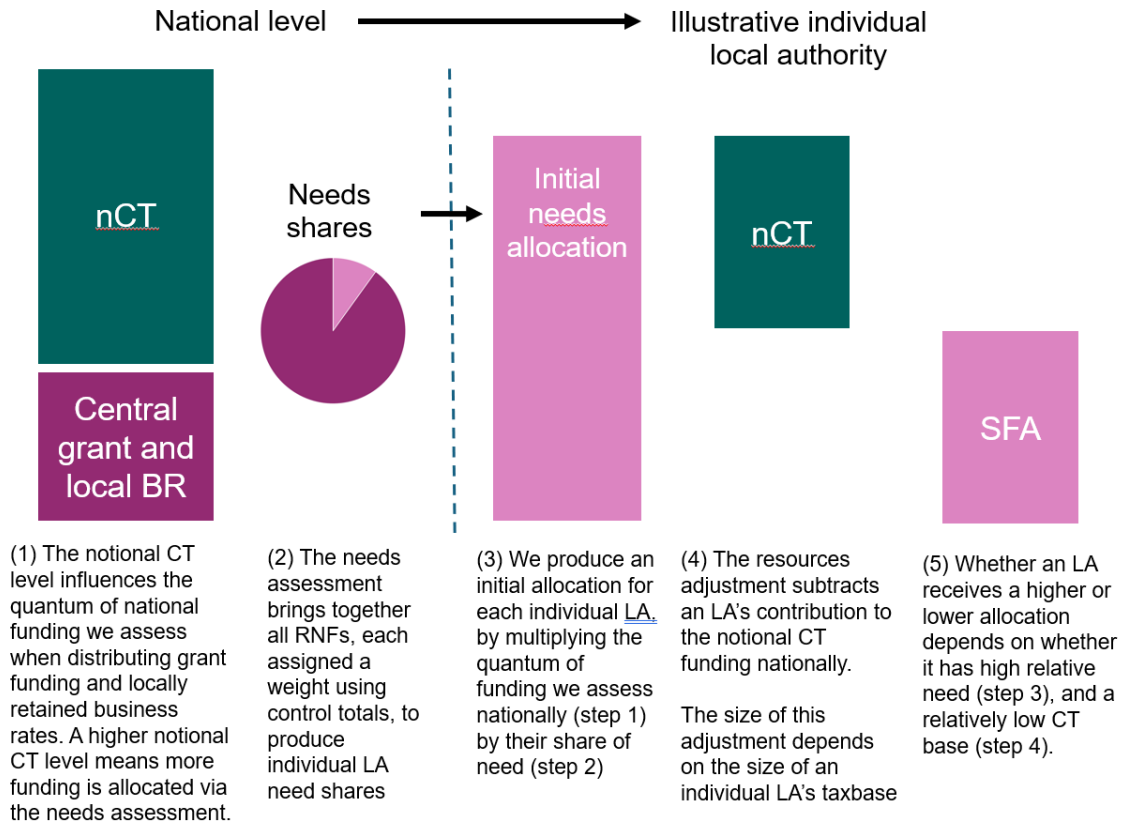 National level
Illustrative individual
local authority
nCT
Central
grant and
local BR
Needs
shares
Initial
needs
allocation
nCT
SFA
(1) The notional CT
level influences the
quantum of national
funding we assess
when distributing grant
funding and locally
retained business
rates. A higher notional
CT level means more
funding is allocated via
the needs assessment.
(2) The needs
assessment
brings together
all RNFs, each
assigned a
weight using
control totals, to
produce
individual LA
need shares
(3) We produce an
initial allocation for
each individual LA,
by multiplying the
quantum of
funding we assess
nationally (step 1)
by their share of
need (step 2)
(4) The resources
adjustment subtracts
an LA’s contribution to
the notional CT
funding nationally.
The size of this
adjustment depends
on the size of an
individual LA’s taxbase
(5) Whether an LA
receives a higher or
lower allocation
depends on whether
it has high relative
need (step 3), and a
relatively low CT
base (step 4).